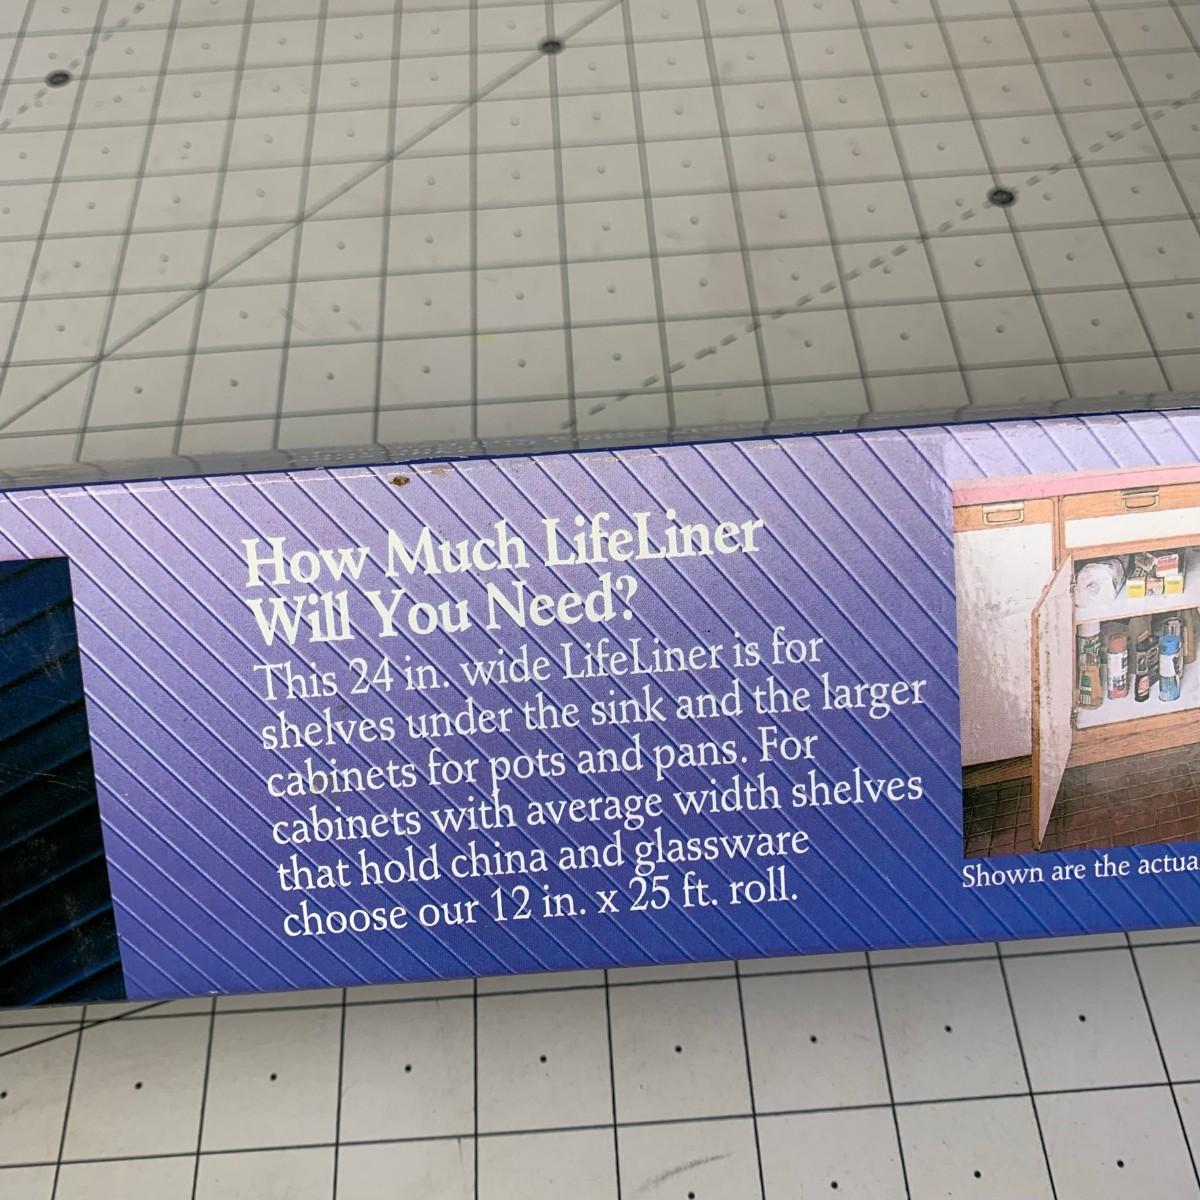 How Much LifeLiner
Will You Need?
This 24 in. wide LifeLiner is for
shelves under the sink and the larger
cabinets for pots and pans. For
cabinets with average width shelves
that hold china and glassware
choose our 12 in. x 25 ft. roll.
Shown are the actua